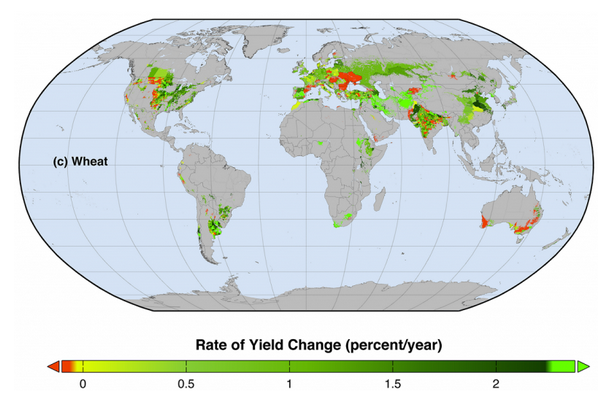 (c) Wheat
Rate of Yield Change (percent/year)
0 0.5 1 1.5 2